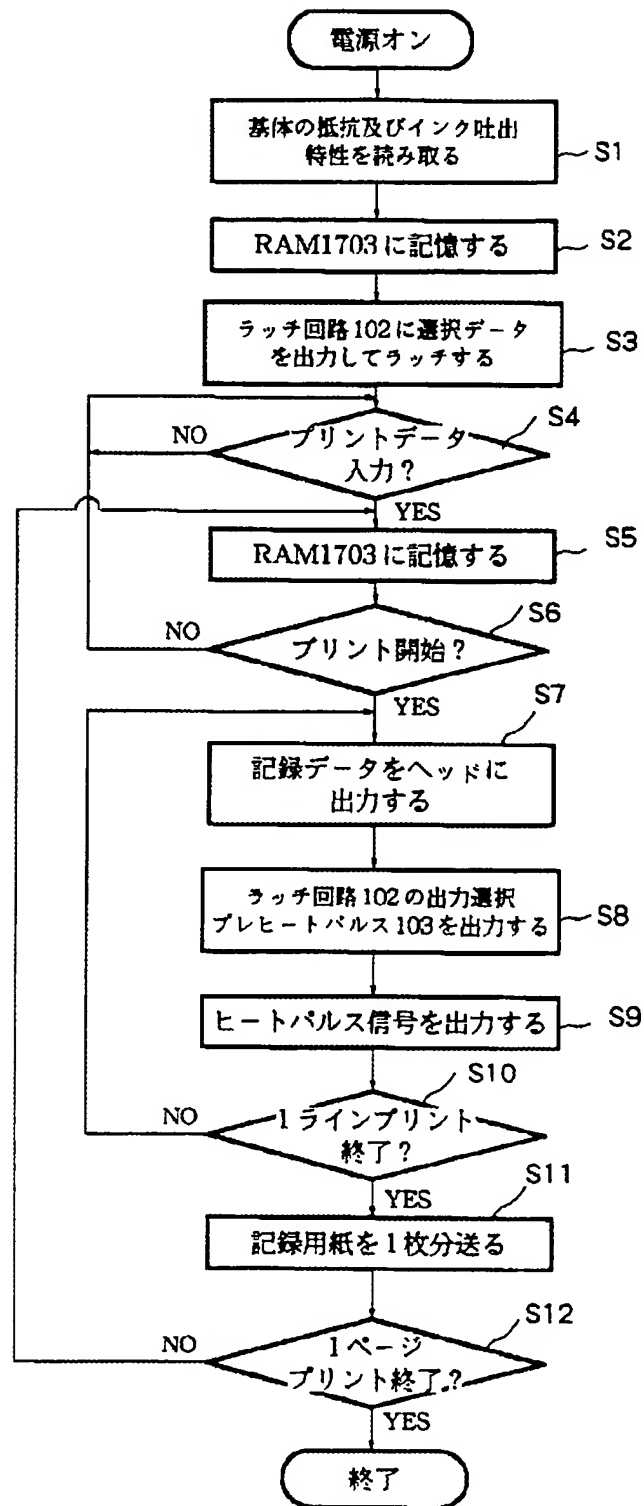 電源オン
基体の抵抗及びインク吐出
特性を読み取る
S1
RAM1703に記憶する
S2
ラッチ回路102に選択データ
を出力してラッチする
S3
プリントデータ
入力?
S4
NO
YES
RAM1703に記憶する
S5
プリント開始?
S6
NO
YES
記録データをヘッドに
出力する
S7
ラッチ回路102の出力選択
プレヒートパルス103を出力する
S8
ヒートパルス信号を出力する
S9
1ラインプリント
終了?
S10
NO
YES
記録用紙を1枚分送る
S11
1ページ
プリント終了?
S12
NO
YES
終了